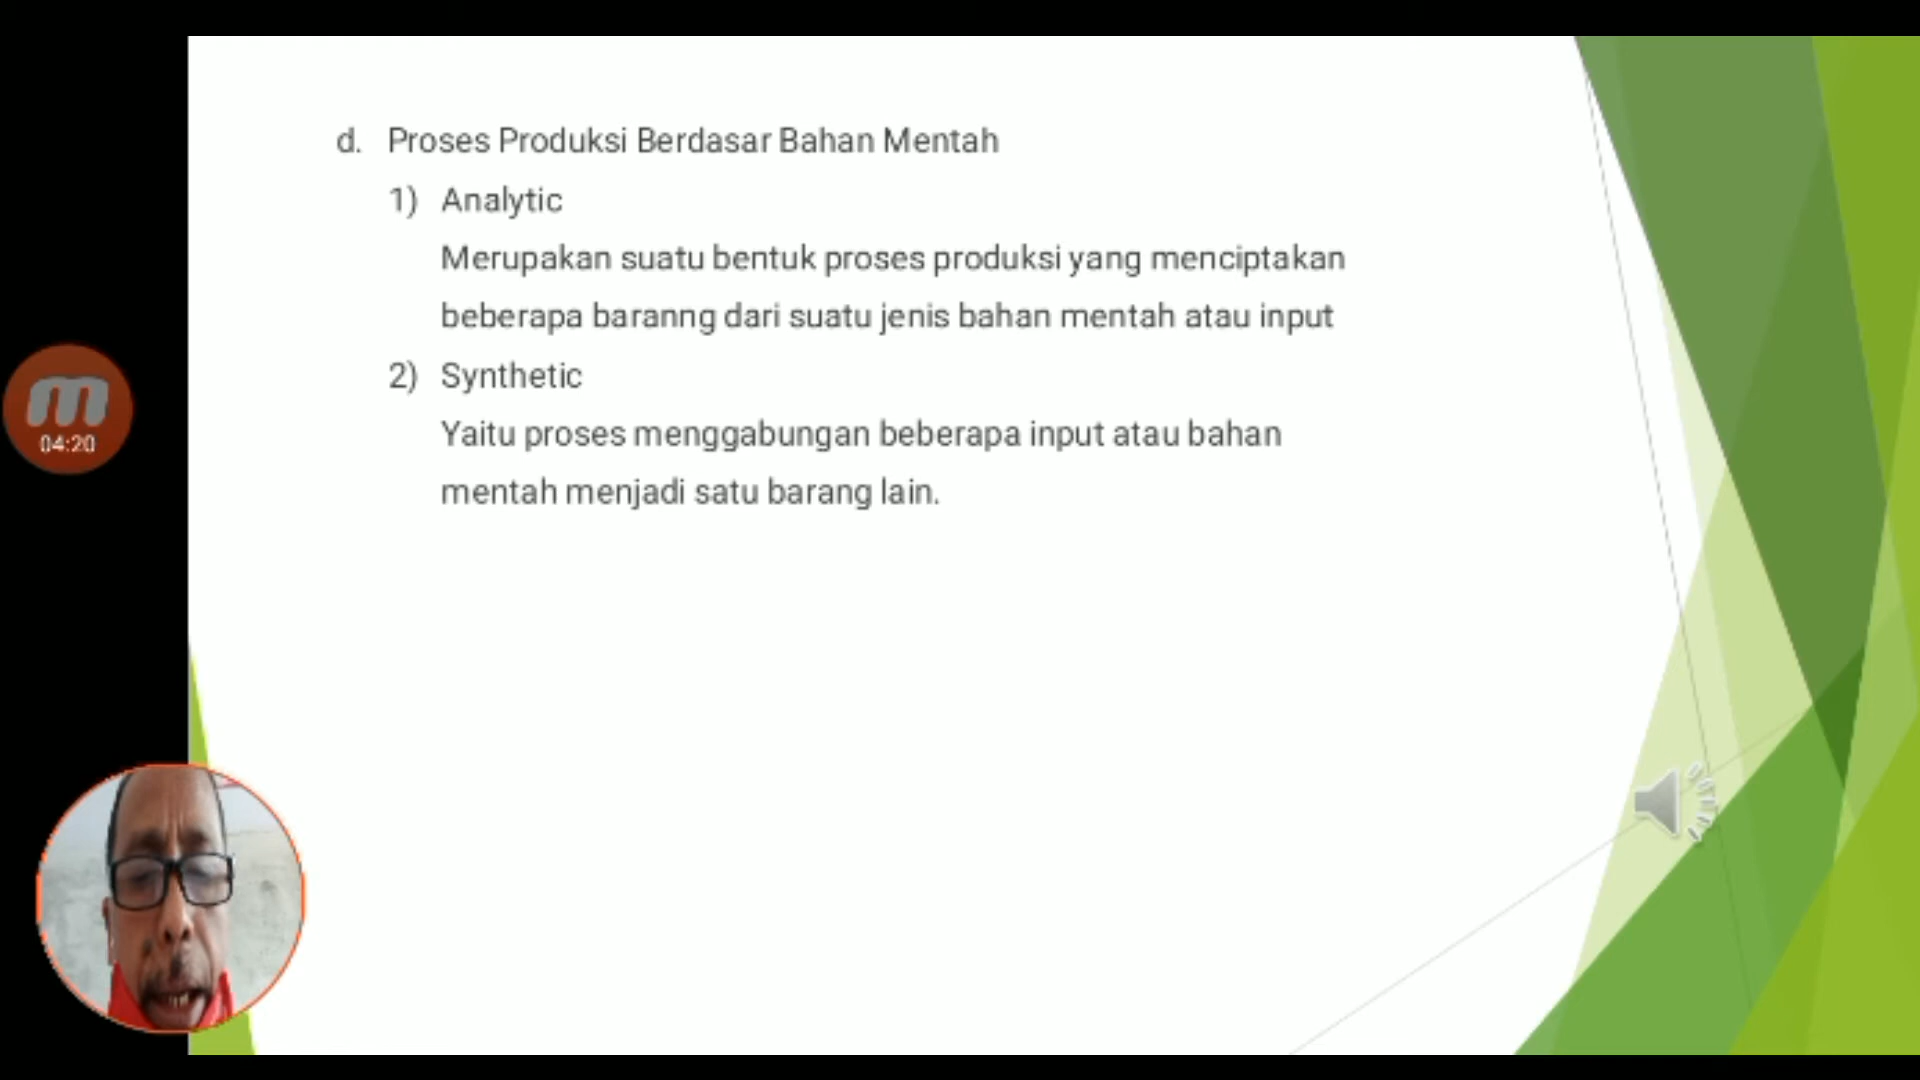 d. Proses Produksi Berdasar Bahan Mentah
1) Analytic
Merupakan suatu bentuk proses produksi yang menciptakan
beberapa baranng dari suatu jenis bahan mentah atau input
2) Synthetic
Yaitu proses menggabungan beberapa input atau bahan
mentah menjadi satu barang lain.
m
04:20